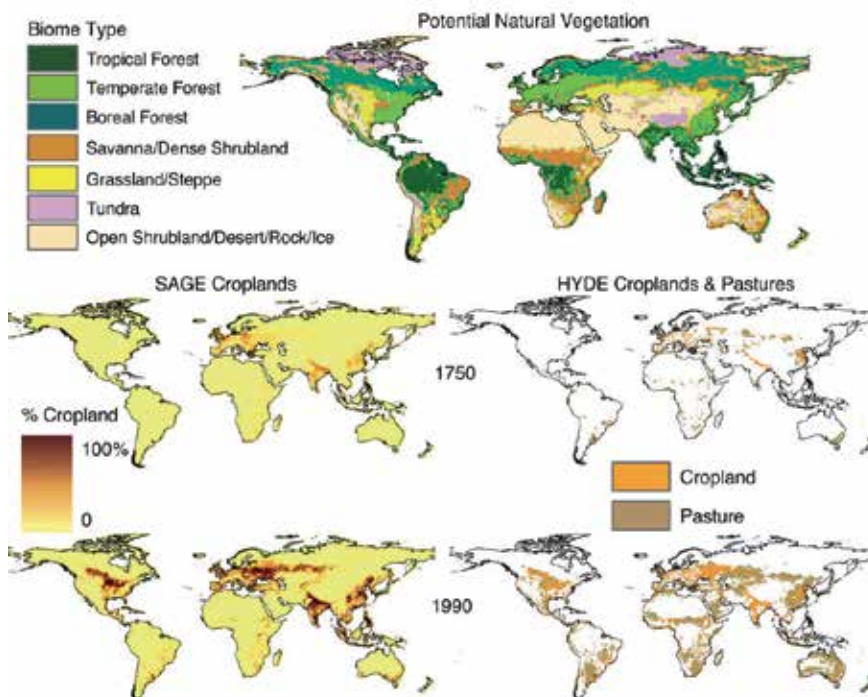 Potential Natural Vegetation
Biome Type
Tropical Forest
Temperate Forest
Boreal Forest
Savanna/Dense Shrubland
Grassland/Steppe
Tundra
Open Shrubland/Desert/Rock/Ice
SAGE Croplands
HYDE Croplands & Pastures
1750
% Cropland
100%
0
Cropland
Pasture
1990